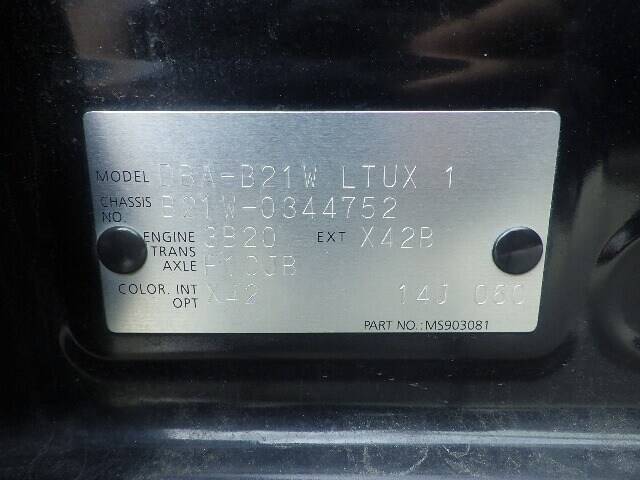 MODEL DBA-B21W LTUX 1
CHASSIS NO. B21W-0344752
ENGINE 3B20 EXT X42B
TRANS AXLE F1CJB
COLOR. INT OPT X42 14J 060
PART NO.:MS903081